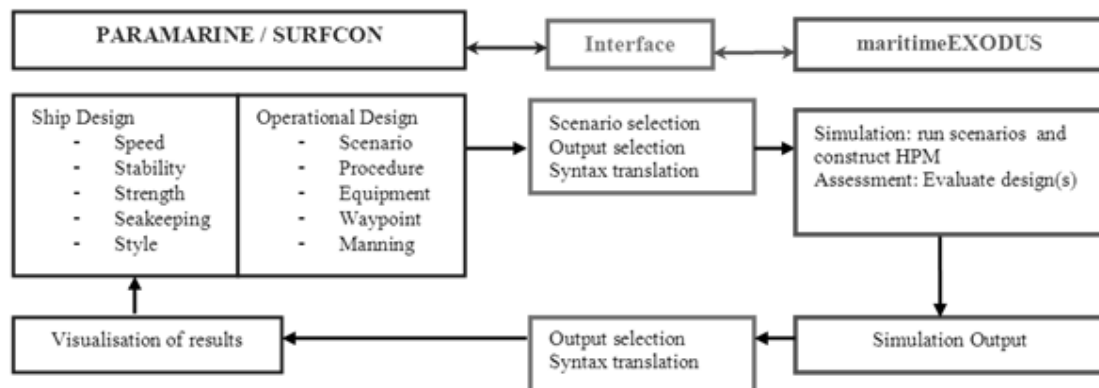 PARAMARINE / SURFCON
Interface
maritimeEXODUS
Ship Design
- Speed
- Stability
- Strength
- Seakeeping
- Style
Operational Design
- Scenario
- Procedure
- Equipment
- Waypoint
- Manning
Scenario selection
Output selection
Syntax translation
Simulation: run scenarios and
construct HPM
Assessment: Evaluate design(s)
Visualisation of results
Output selection
Syntax translation
Simulation Output